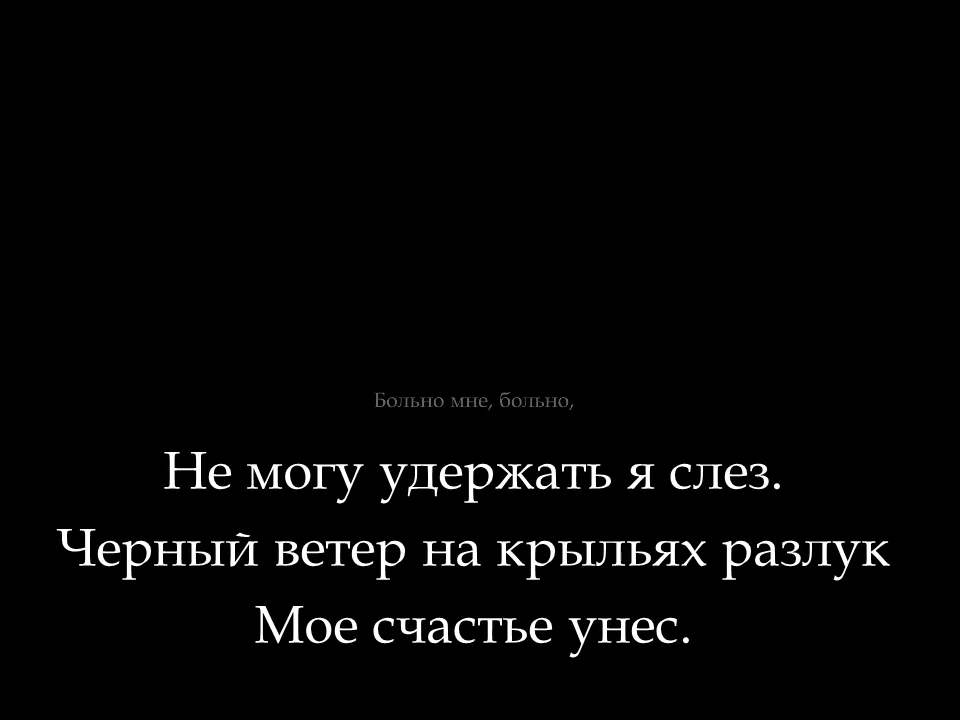 Больно мне, больно,
Не могу удержать я слез.
Черный ветер на крыльях разлук
Мое счастье унес.